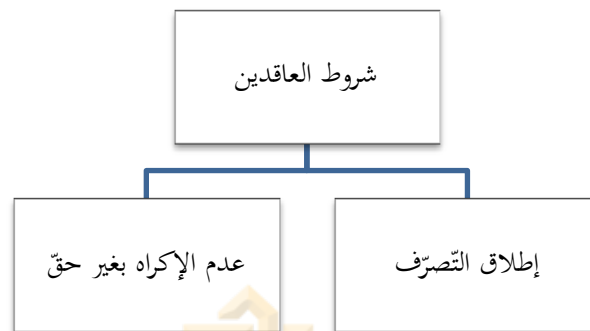 شروط العاقدين
إطلاق التّصرّف
عدم الإكراه بغير حقّ